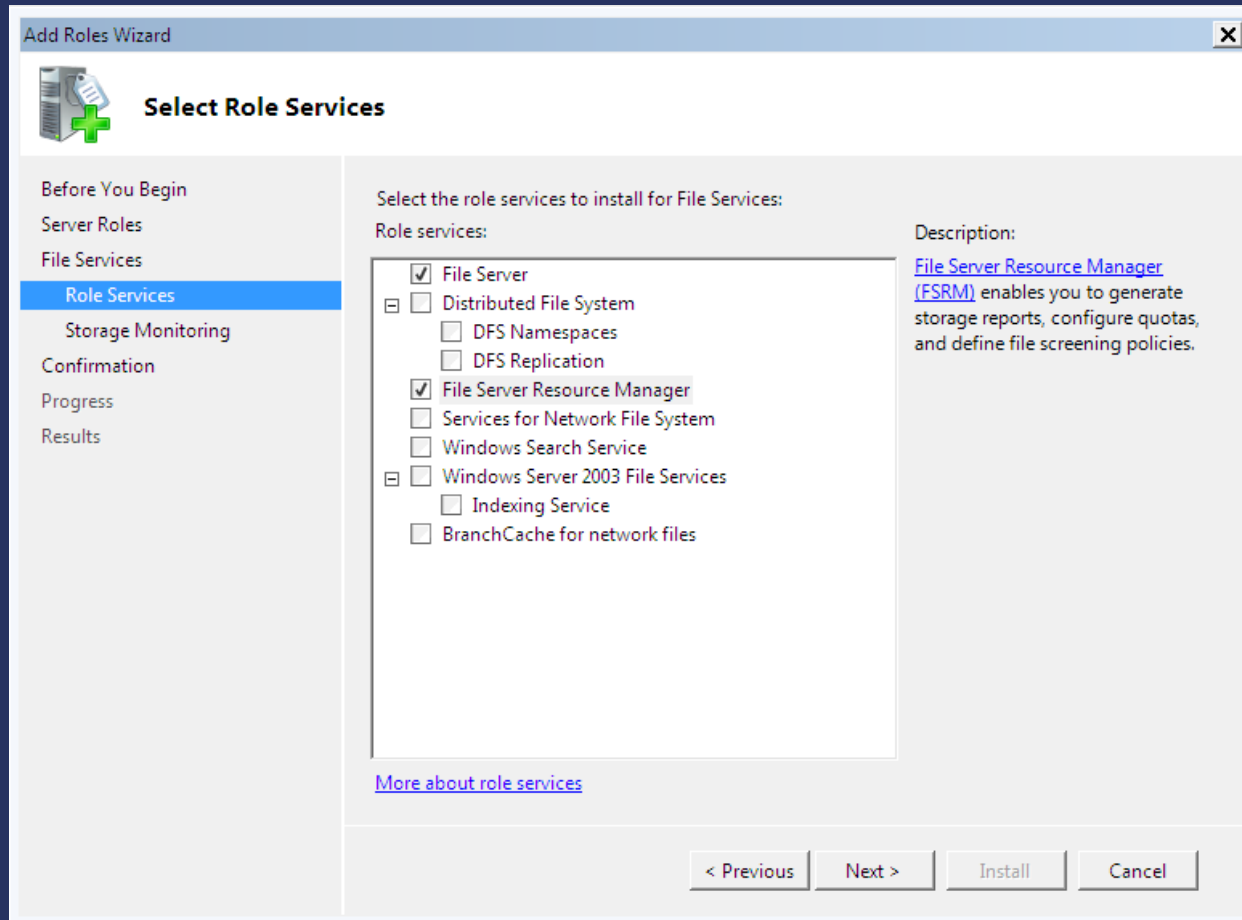 Add Roles Wizard
Select Role Services
Before You Begin
Server Roles
File Services
Role Services
Storage Monitoring
Confirmation
Progress
Results
Select the role services to install for File Services:
Role services:
File Server
Distributed File System
DFS Namespaces
DFS Replication
File Server Resource Manager
Services for Network File System
Windows Search Service
Windows Server 2003 File Services
Indexing Service
BranchCache for network files
More about role services
Description:
File Server Resource Manager
(FSRM) enables you to generate
storage reports, configure quotas,
and define file screening policies.
< Previous
Next >
Install
Cancel